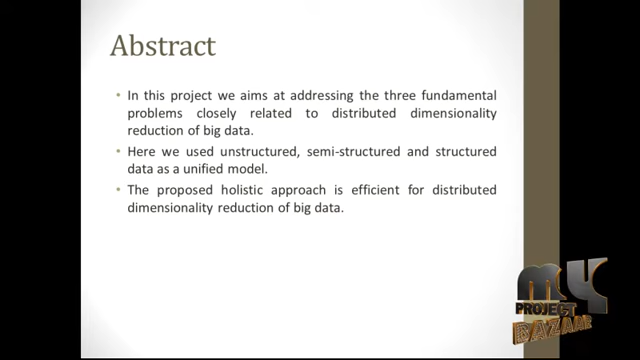 Abstract
• In this project we aims at addressing the three fundamental
problems closely related to distributed dimensionality
reduction of big data.
• Here we used unstructured, semi-structured and structured
data as a unified model.
• The proposed holistic approach is efficient for distributed
dimensionality reduction of big data.
MY
PROJECT
BAZAAR